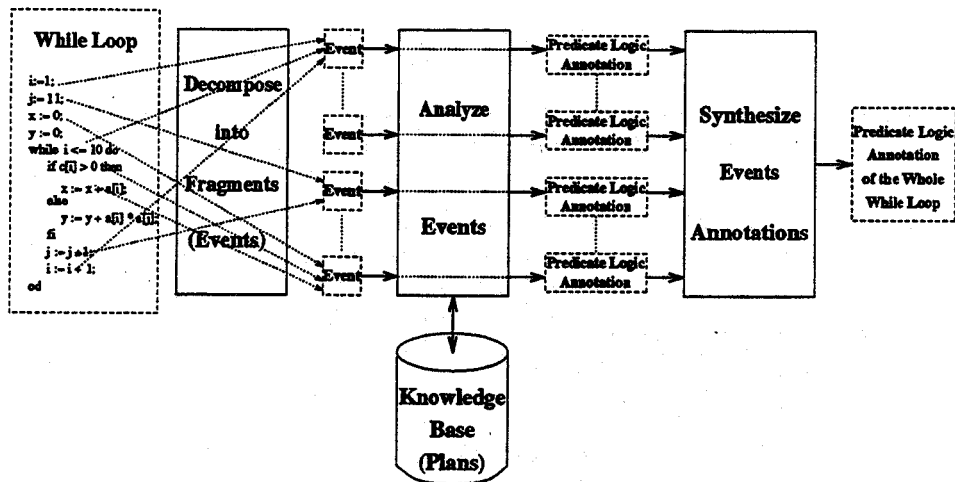 While Loop
i:=1;
j:= 11;
x := 0;
y := 0;
while i <= 10 do
if c[i] > 0 then
x := x + a[i];
else
y := y + a[i] * a[i];
fi
j := j + 1;
i := i + 1;
od
Decompose
into
Fragments
(Events)
Event
Event
Event
Event
Analyze
Events
Predicate Logic
Annotation
Predicate Logic
Annotation
Predicate Logic
Annotation
Predicate Logic
Annotation
Synthesize
Events
Annotations
Predicate Logic
Annotation
of the Whole
While Loop
Knowledge
Base
(Plans)